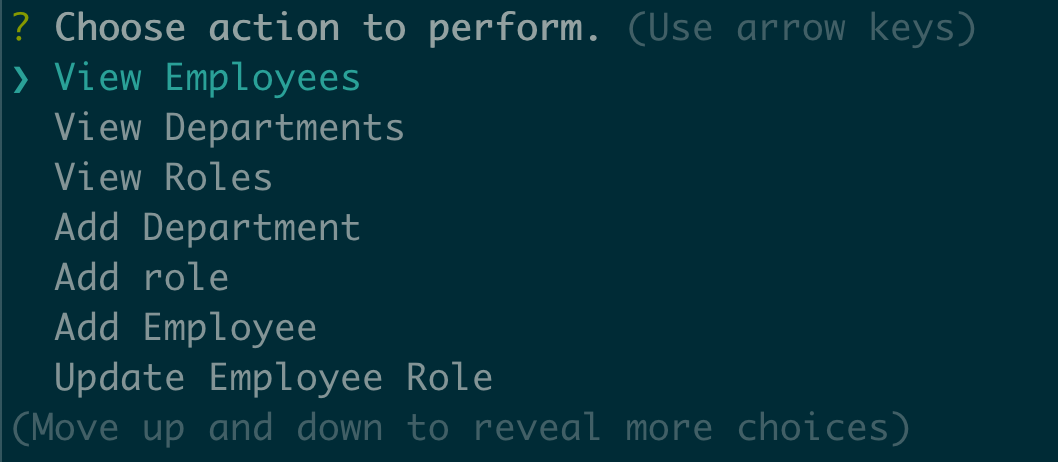 ? Choose action to perform. (Use arrow keys)
❯ View Employees
View Departments
View Roles
Add Department
Add role
Add Employee
Update Employee Role
(Move up and down to reveal more choices)